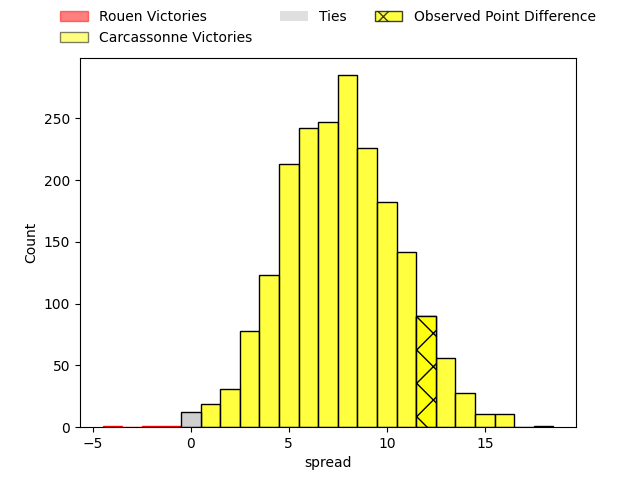 Rouen Victories
Ties
Observed Point Difference
Carcassonne Victories
250
200
150
100
50
0
Count
−5
0
5
10
15
spread